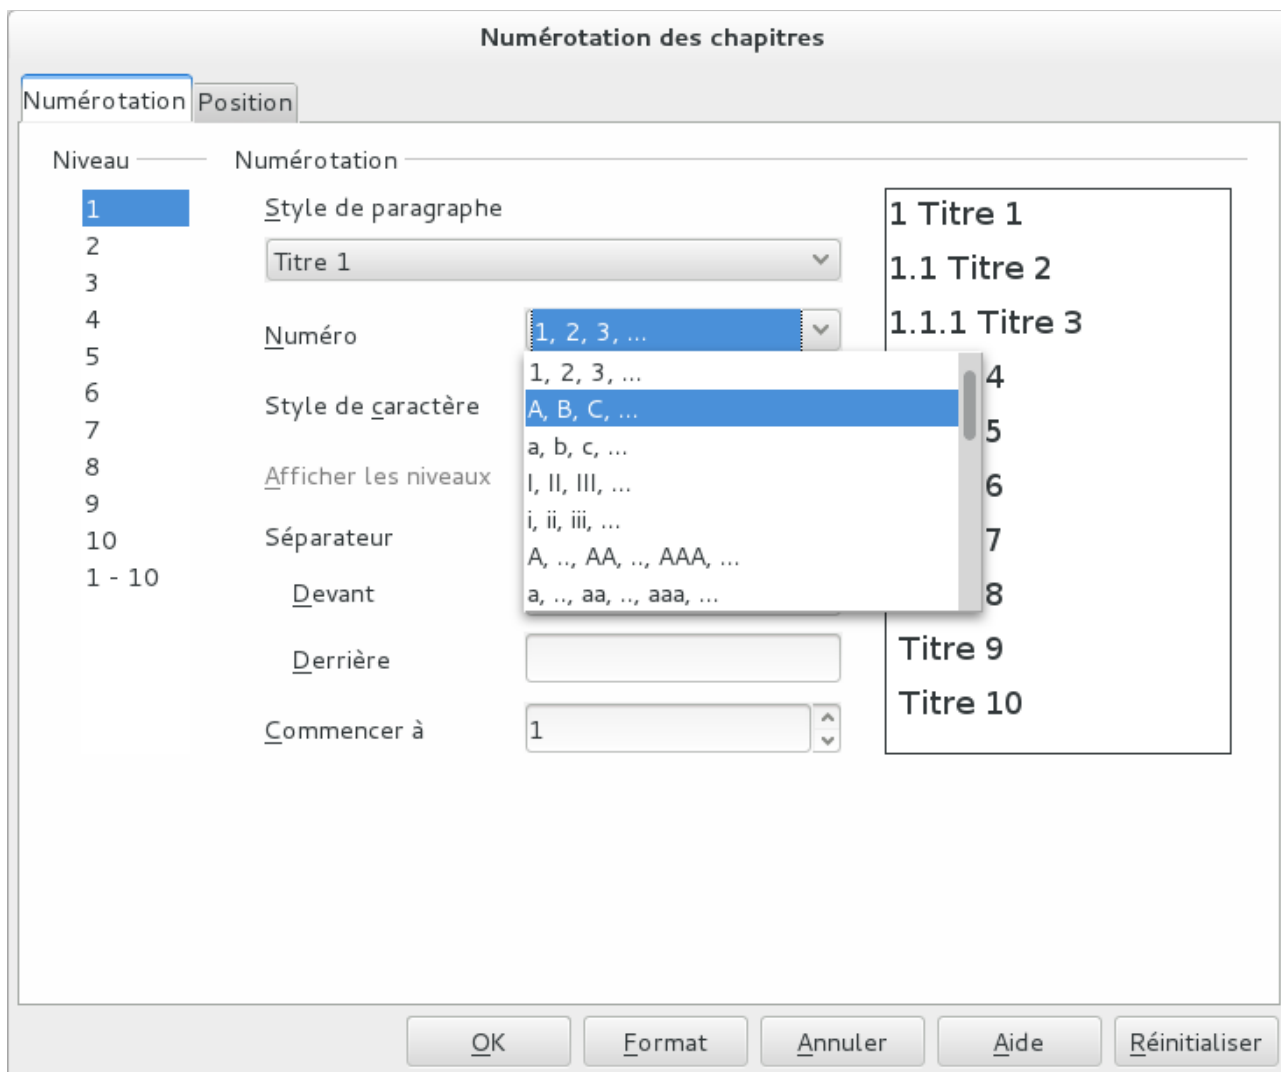 Numérotation des chapitres
Numérotation Position
Niveau
1
2
3
4
5
6
7
8
9
10
1 - 10
Numérotation
Style de paragraphe
Titre 1
Numéro
1, 2, 3, ...
1, 2, 3, ...
A, B, C, ...
a, b, c, ...
I, II, III, ...
i, ii, iii, ...
A, .., AA, .., AAA, ...
a, .., aa, .., aaa, ...
Style de caractère
Afficher les niveaux
Séparateur
Devant
Derrière
Commencer à
1
1 Titre 1
1.1 Titre 2
1.1.1 Titre 3
4
5
6
7
8
Titre 9
Titre 10
OK Format Annuler Aide Réinitialiser